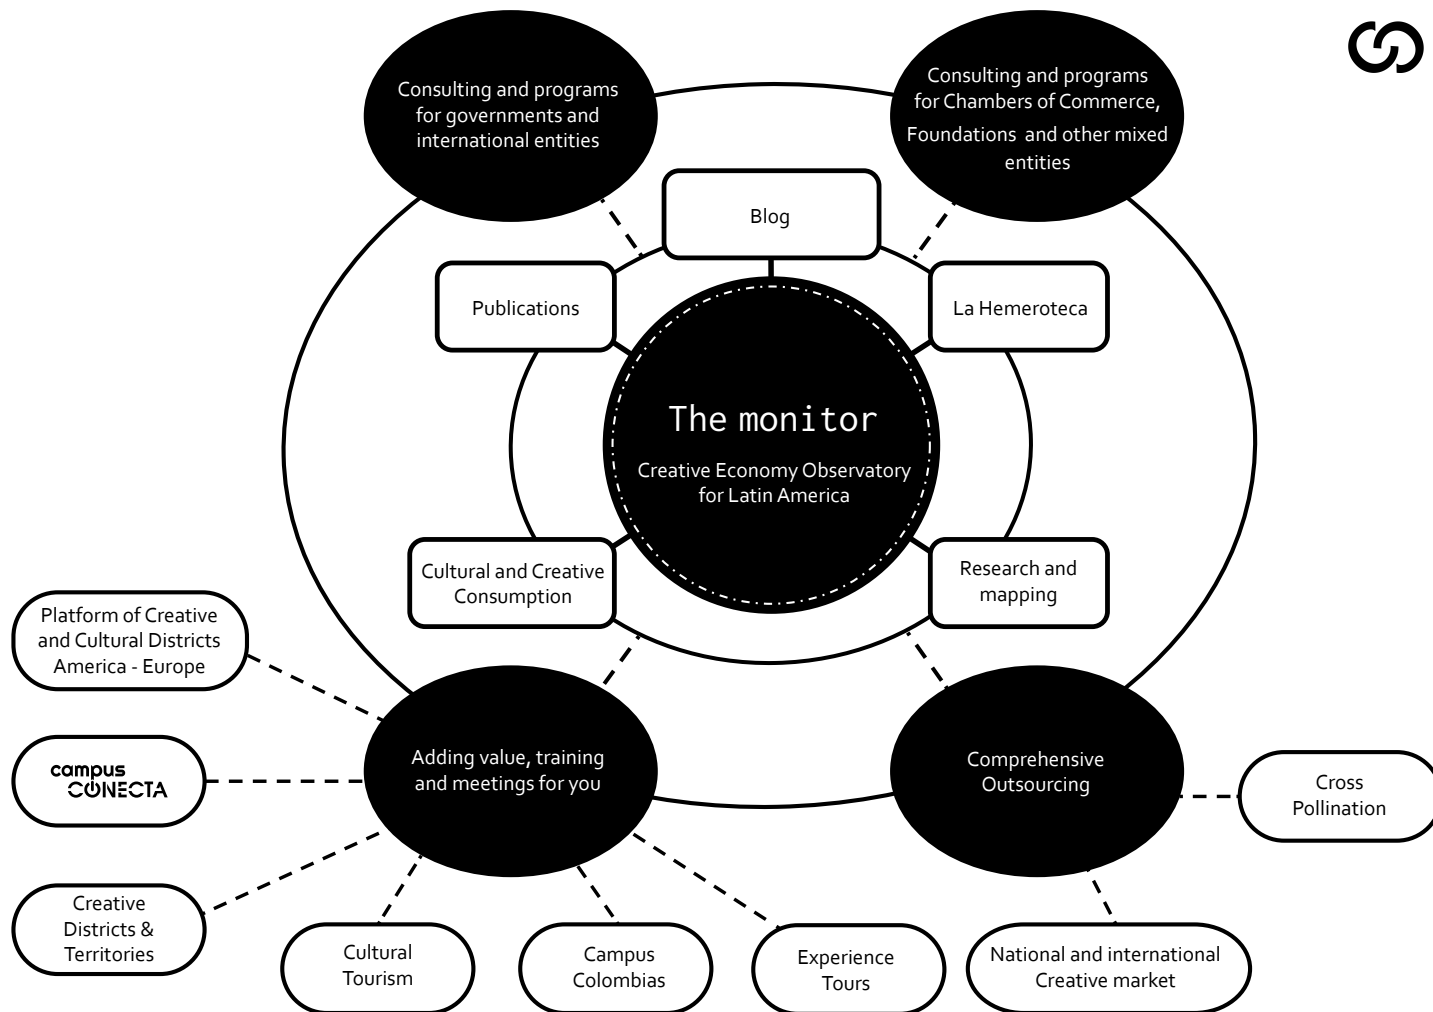 Consulting and programs
for governments and
international entities
Consulting and programs
for Chambers of Commerce,
Foundations and other mixed
entities
Blog
Publications
La Hemeroteca
The monitor
Creative Economy Observatory
for Latin America
Cultural and Creative
Consumption
Research and
mapping
Platform of Creative
and Cultural Districts
America - Europe
campus
CONECTA
Creative
Districts &
Territories
Adding value, training
and meetings for you
Comprehensive
Outsourcing
Cross
Pollination
Cultural
Tourism
Campus
Colombias
Experience
Tours
National and international
Creative market